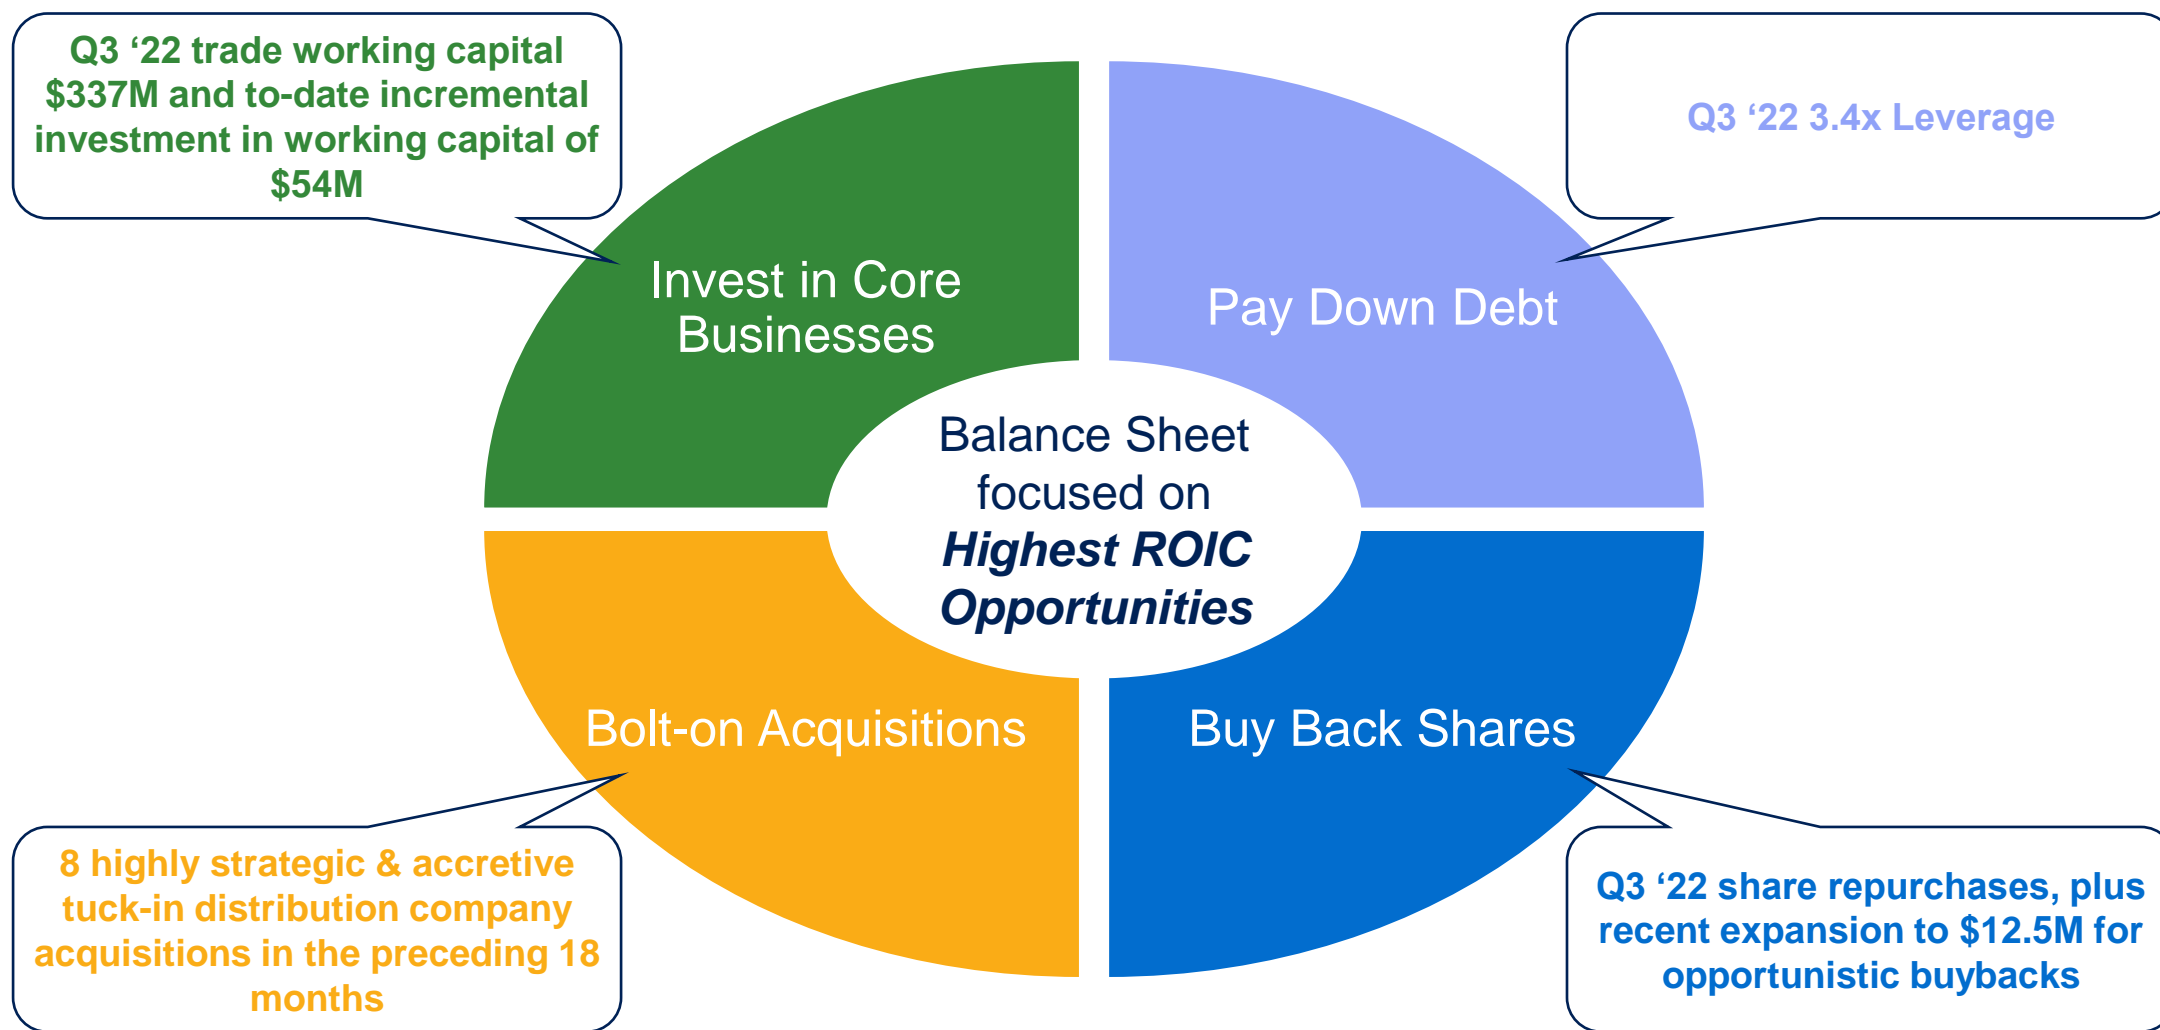 Q3 ‘22 trade working capital
$337M and to-date incremental
investment in working capital of
$54M
Q3 ‘22 3.4x Leverage
Invest in Core
Businesses
Pay Down Debt
Balance Sheet
focused on
Highest ROIC
Opportunities
Bolt-on Acquisitions
Buy Back Shares
8 highly strategic & accretive
tuck-in distribution company
acquisitions in the preceding 18
months
Q3 ‘22 share repurchases, plus
recent expansion to $12.5M for
opportunistic buybacks